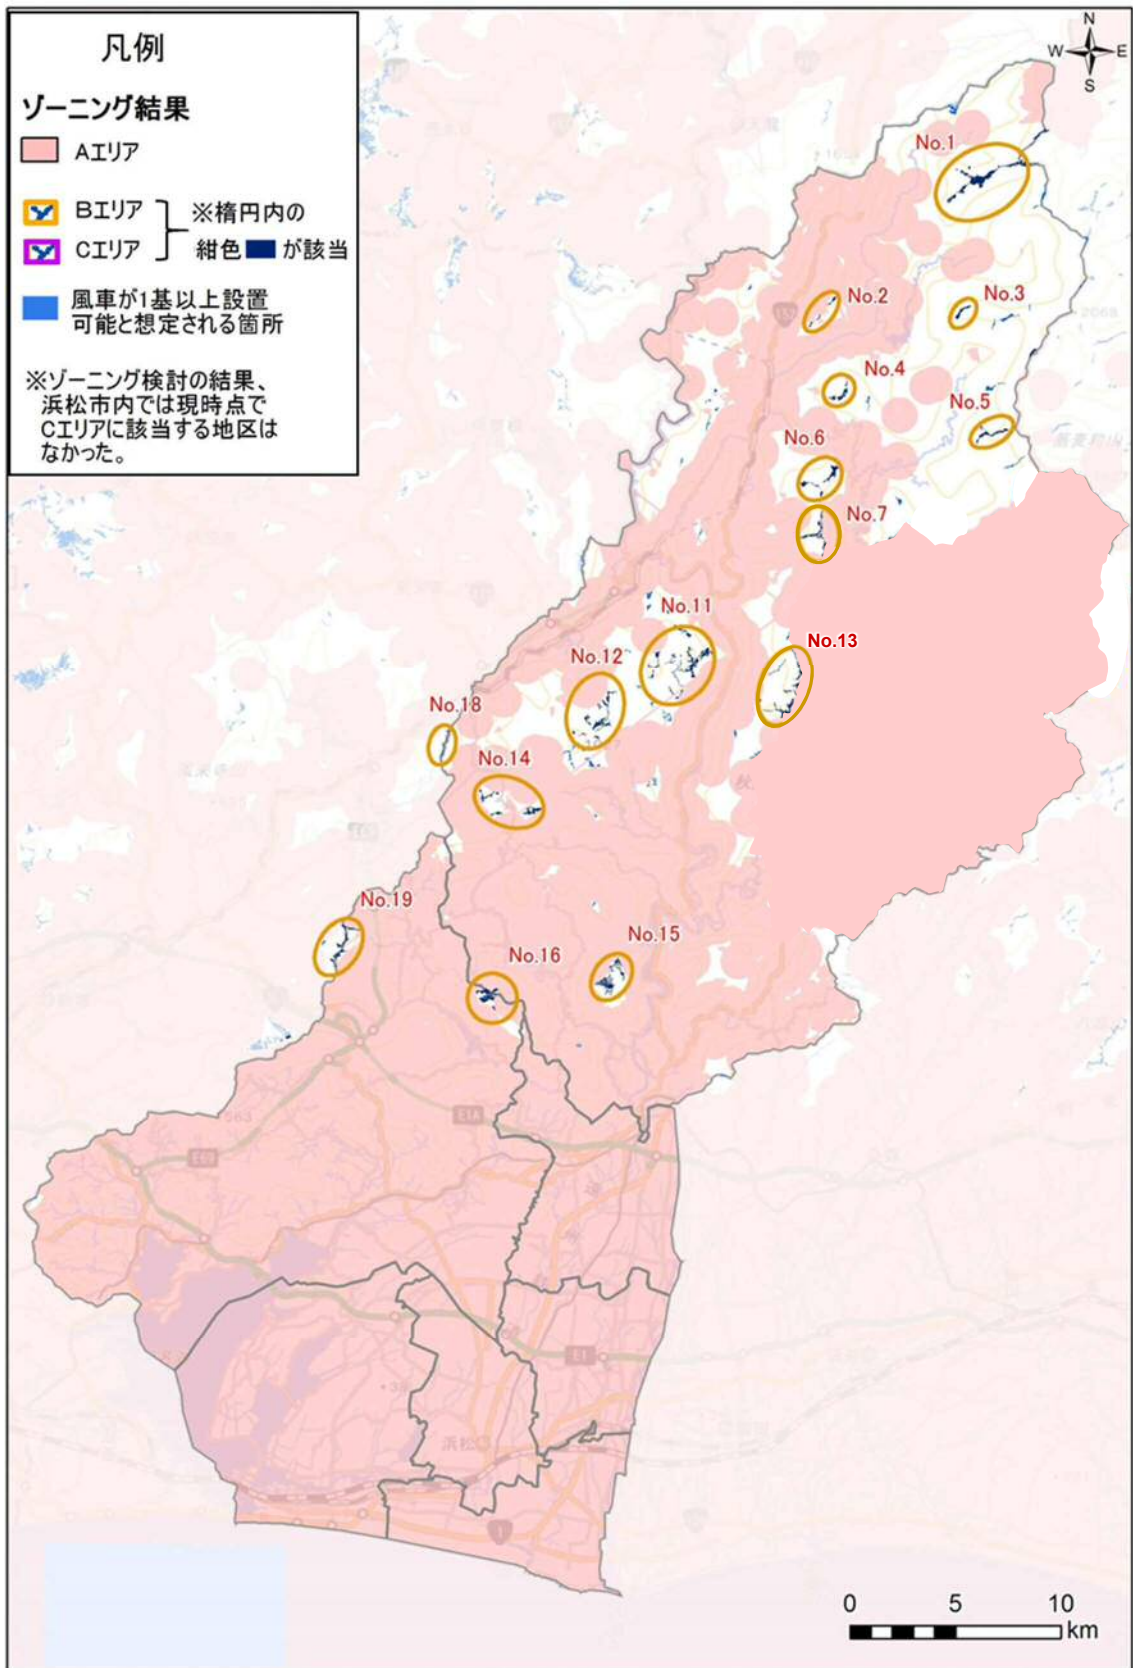 凡例
ゾーニング結果
Aエリア
Bエリア
Cエリア
※楕円内の
紺色 が該当
風車が1基以上設置
可能と想定される箇所
※ゾーニング検討の結果、
浜松市内では現時点で
Cエリアに該当する地区は
なかった。
N
W E
S
No.1
No.2
No.3
No.4
No.5
No.6
No.7
No.11
No.13
No.12
No.18
No.14
No.19
No.15
No.16
152
2068
E1A
E69
E1
1
0 5 10
km